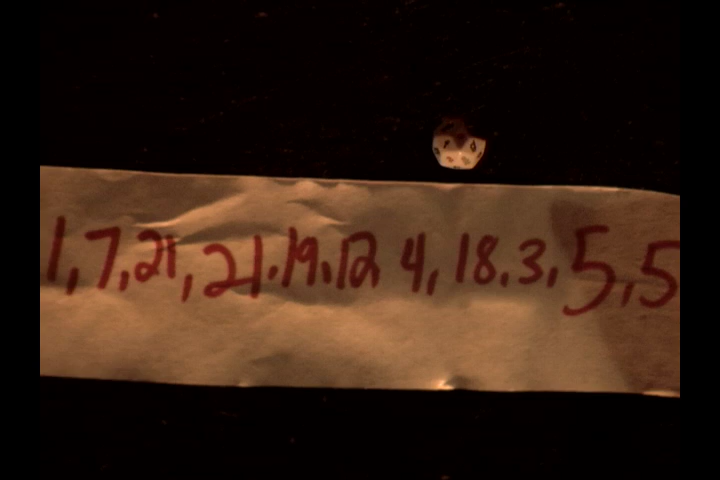 1, 7, 21, 21. 19. 12 4, 18. 3, 5, 5